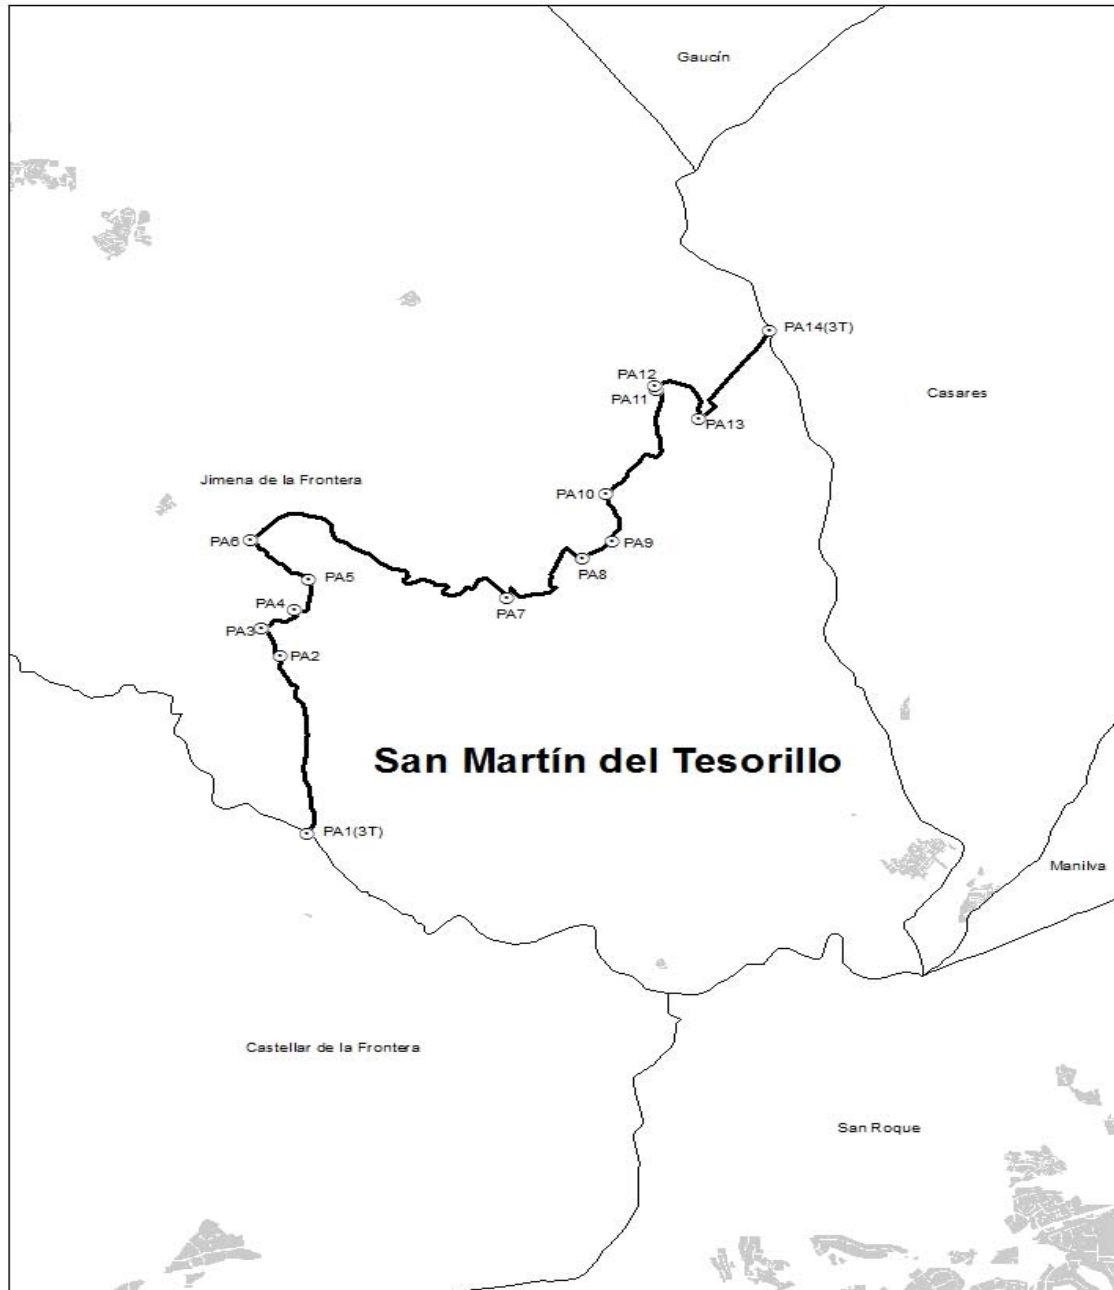 Gaucín
PA14(3T)
PA12
PA11
Casares
PA13
Jimena de la Frontera
PA10
PA6
PA9
PA8
PA5
PA4
PA7
PA3
PA2
San Martín del Tesorillo
PA1(3T)
Manilva
Castellar de la Frontera
San Roque